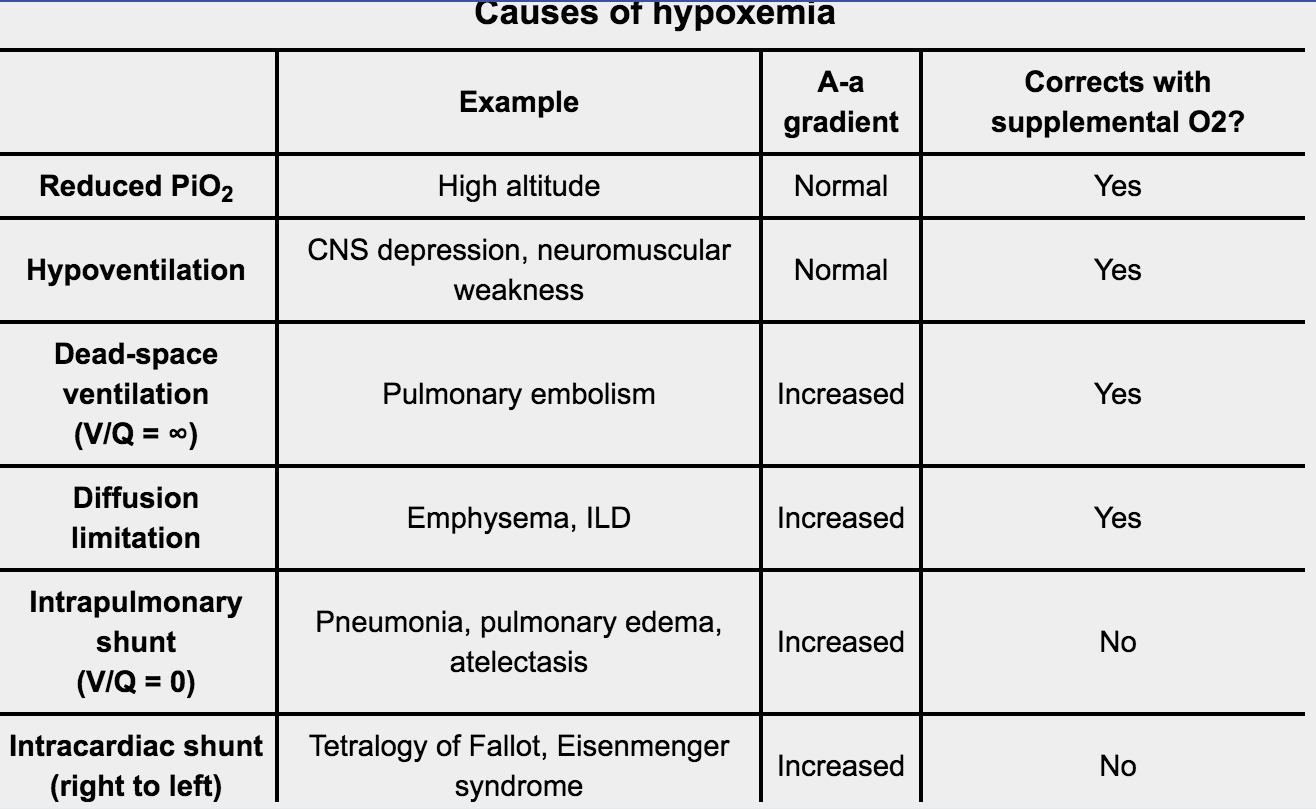 Causes of hypoxemia
Example
A-a
gradient
Corrects with
supplemental O2?
Reduced PiO₂
High altitude
Normal
Yes
Hypoventilation
CNS depression, neuromuscular
weakness
Normal
Yes
Dead-space
ventilation
(V/Q = ∞)
Pulmonary embolism
Increased
Yes
Diffusion
limitation
Emphysema, ILD
Increased
Yes
Intrapulmonary
shunt
(V/Q = 0)
Pneumonia, pulmonary edema,
atelectasis
Increased
No
Intracardiac shunt
(right to left)
Tetralogy of Fallot, Eisenmenger
syndrome
Increased
No